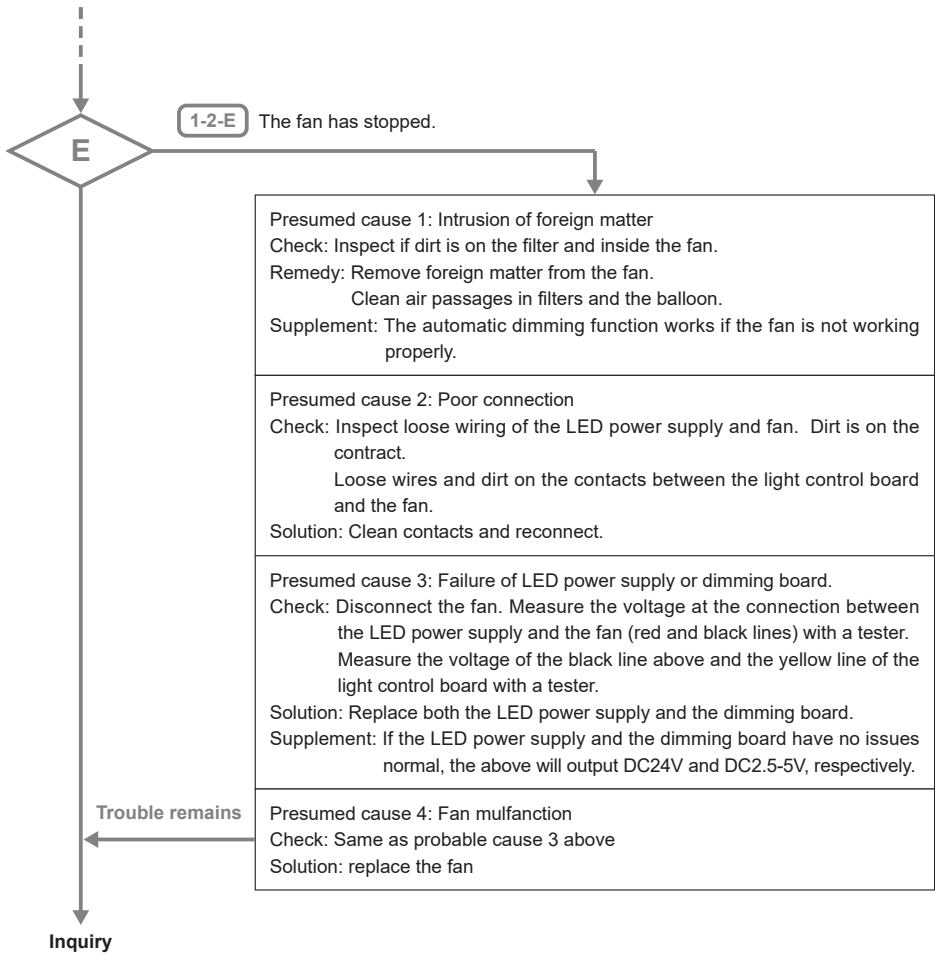 1-2-E The fan has stopped.
E
Presumed cause 1: Intrusion of foreign matter
Check: Inspect if dirt is on the filter and inside the fan.
Remedy: Remove foreign matter from the fan.
Clean air passages in filters and the balloon.
Supplement: The automatic dimming function works if the fan is not working
properly.
Presumed cause 2: Poor connection
Check: Inspect loose wiring of the LED power supply and fan. Dirt is on the
contract.
Loose wires and dirt on the contacts between the light control board
and the fan.
Solution: Clean contacts and reconnect.
Presumed cause 3: Failure of LED power supply or dimming board.
Check: Disconnect the fan. Measure the voltage at the connection between
the LED power supply and the fan (red and black lines) with a tester.
Measure the voltage of the black line above and the yellow line of the
light control board with a tester.
Solution: Replace both the LED power supply and the dimming board.
Supplement: If the LED power supply and the dimming board have no issues
normal, the above will output DC24V and DC2.5-5V, respectively.
Trouble remains
Presumed cause 4: Fan mulfanction
Check: Same as probable cause 3 above
Solution: replace the fan
Inquiry